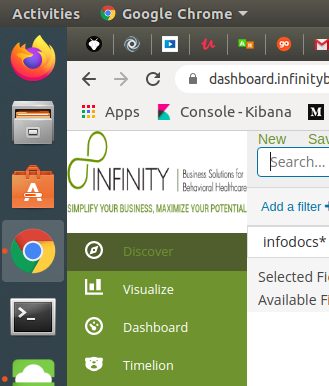 Activities Google Chrome
dashboard.infinityb
Apps Console - Kibana
New Sav
Search...
INFINITY Business Solutions for
Behavioral Healthcare
SIMPLIFY YOUR BUSINESS, MAXIMIZE YOUR POTENTIAL
Add a filter +
infodocs*
Discover
Selected Fi
Visualize
Available Fi
Dashboard
Timelion